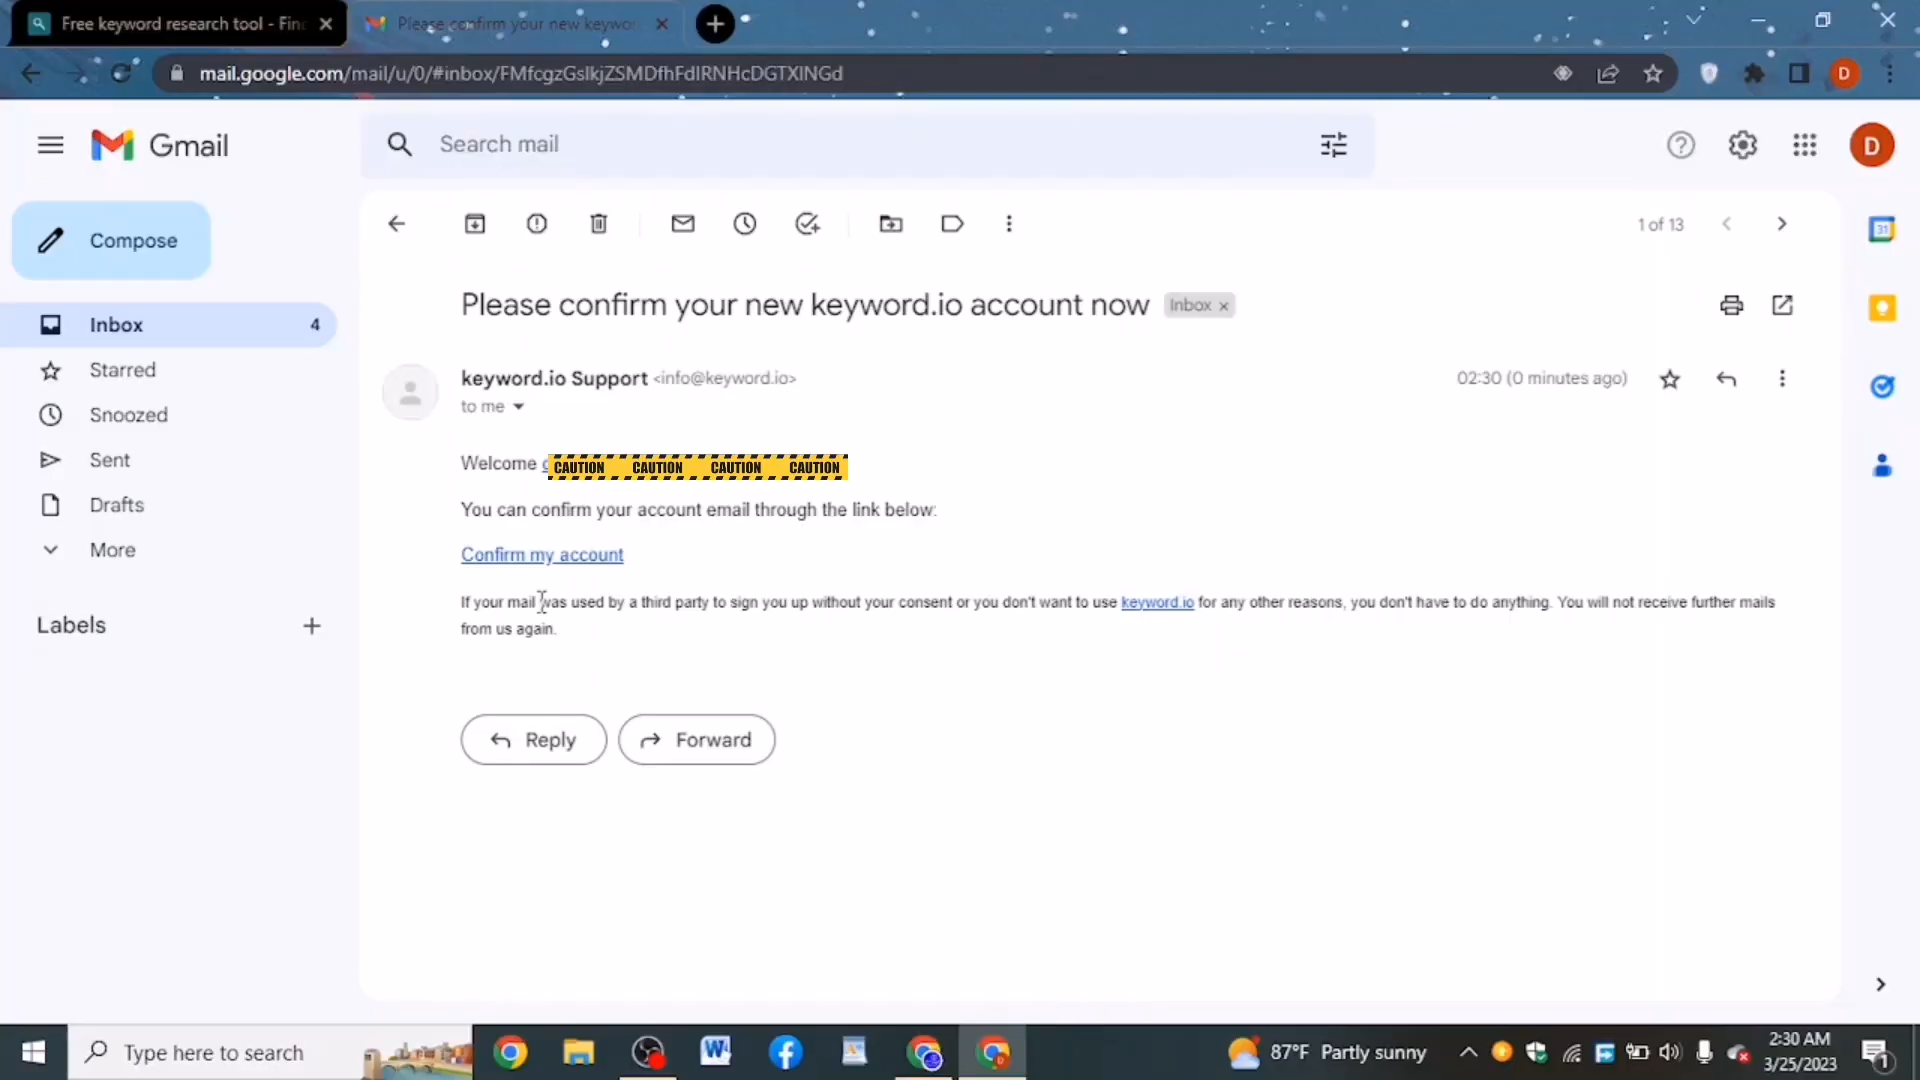 Free keyword research tool - Fin
Please confirm your new keywo
mail.google.com/mail/u/0/#inbox/FMfcgzGslkjZSMDfhFdlRNHcDGTXlNGd
D
Gmail
Search mail
D
Compose
1 of 13
31
Please confirm your new keyword.io account now
Inbox ×
Inbox 4
Starred
keyword.io Support <info@keyword.io>
02:30 (0 minutes ago)
to me
Snoozed
Sent
Welcome
CAUTION CAUTION CAUTION CAUTION
Drafts
You can confirm your account email through the link below:
More
Confirm my account
If your mail was used by a third party to sign you up without your consent or you don't want to use keyword.io for any other reasons, you don't have to do anything. You will not receive further mails
from us again.
Labels
Reply
Forward
Type here to search
87°F Partly sunny
2:30 AM
3/25/2023
1